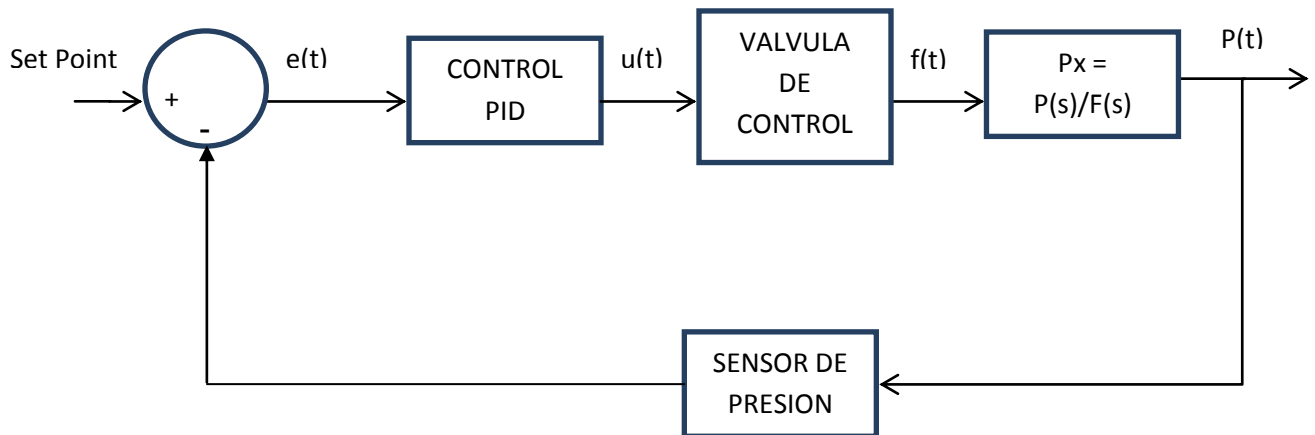 Set Point
+
-
e(t)
CONTROL
PID
u(t)
VALVULA
DE
CONTROL
f(t)
Px =
P(s)/F(s)
P(t)
SENSOR DE
PRESION